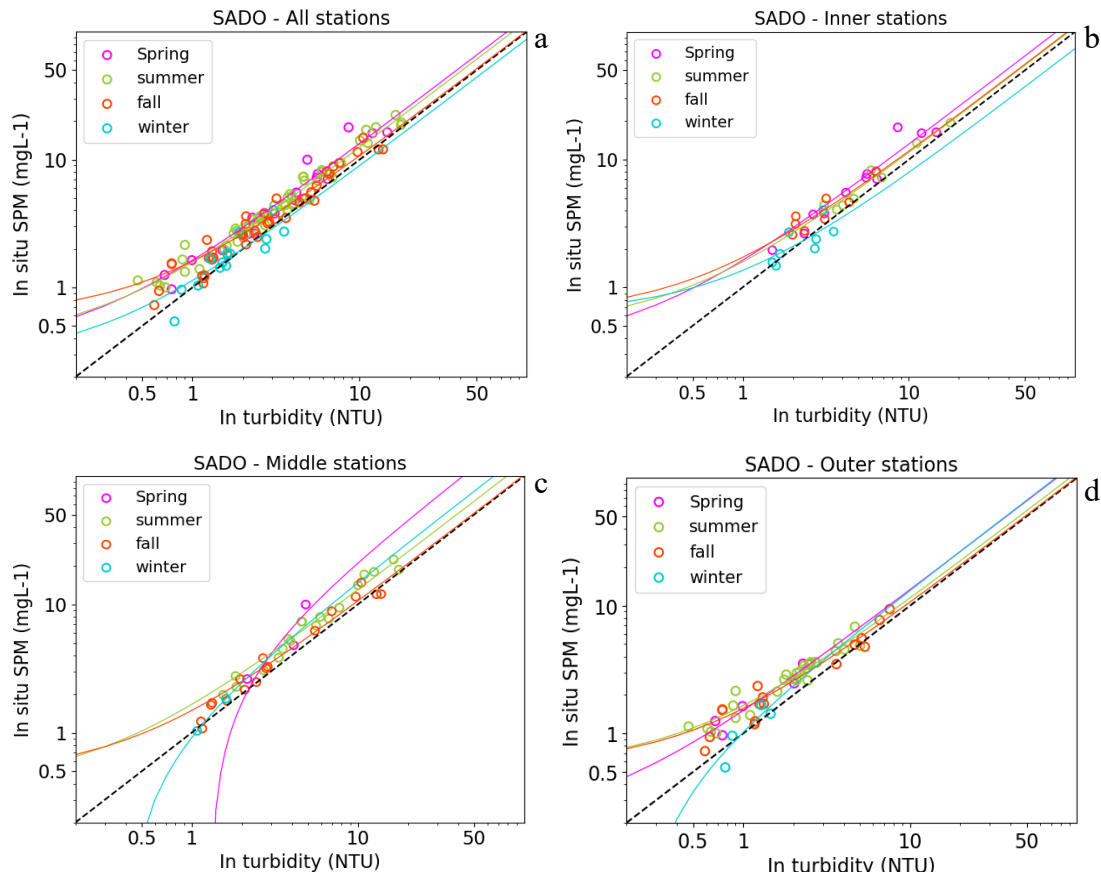 SADO - All stations
a
Spring
summer
fall
winter
In situ SPM (mgL-1)
50
10
1
0.5
0.5
1
10
50
In turbidity (NTU)
SADO - Inner stations
b
Spring
summer
fall
winter
In situ SPM (mgL-1)
50
10
1
0.5
0.5
1
10
50
In turbidity (NTU)
SADO - Middle stations
c
Spring
summer
fall
winter
In situ SPM (mgL-1)
50
10
1
0.5
0.5
1
10
50
In turbidity (NTU)
SADO - Outer stations
d
Spring
summer
fall
winter
In situ SPM (mgL-1)
50
10
1
0.5
0.5
1
10
50
In turbidity (NTU)